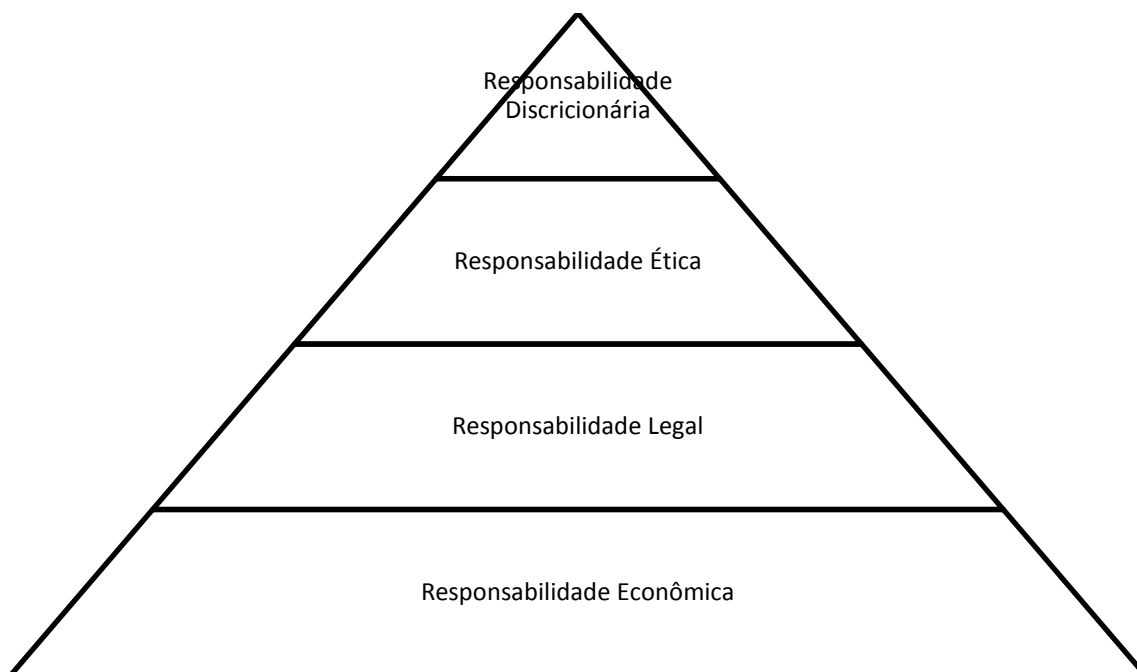 Responsabilidade
Discricionária
Responsabilidade Ética
Responsabilidade Legal
Responsabilidade Econômica